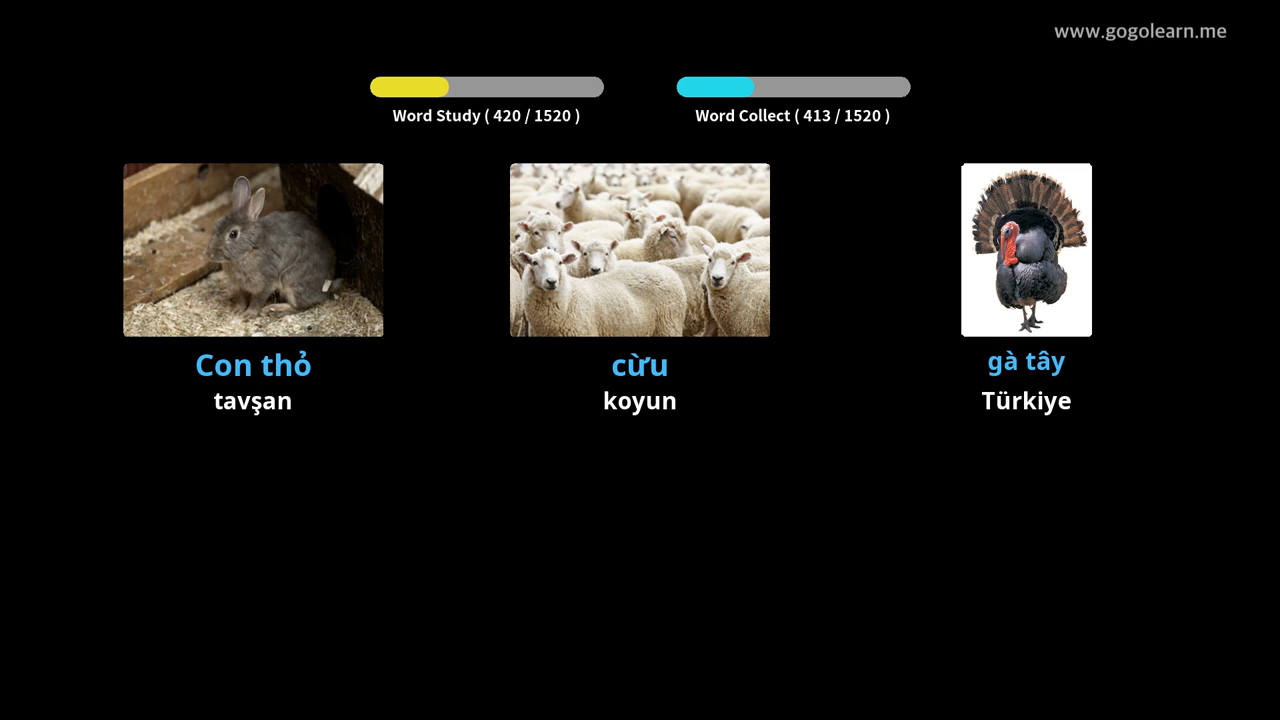 www.gogolearn.me
Word Study ( 420 / 1520 )
Word Collect ( 413 / 1520 )
Con thỏ
tavşan
cừu
koyun
gà tây
Türkiye